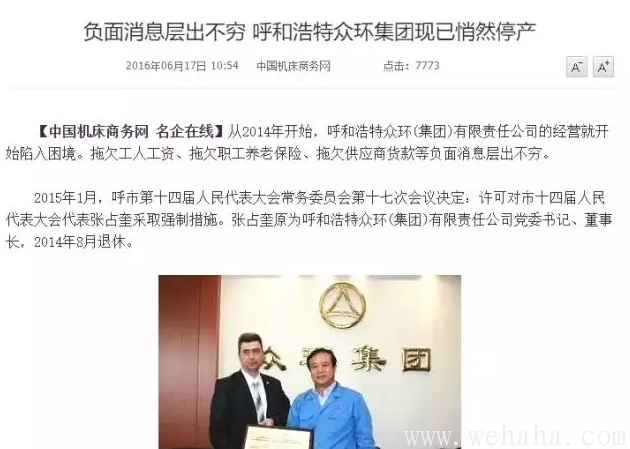 负面消息层出不穷 呼和浩特众环集团现已悄然停产
2016年06月17日 10:54 中国机床商务网 点击：7773 A- A+
【中国机床商务网 名企在线】从2014年开始，呼和浩特众环(集团)有限责任公司的经营就开
始陷入困境。拖欠工人工资、拖欠职工养老保险、拖欠供应商货款等负面消息层出不穷。
2015年1月，呼市第十四届人民代表大会常务委员会第十七次会议决定：许可对市十四届人民
代表大会代表张占奎采取强制措施。张占奎原为呼和浩特众环(集团)有限责任公司党委书记、董事
长，2014年8月退休。
众环集团
www.wehaha.com